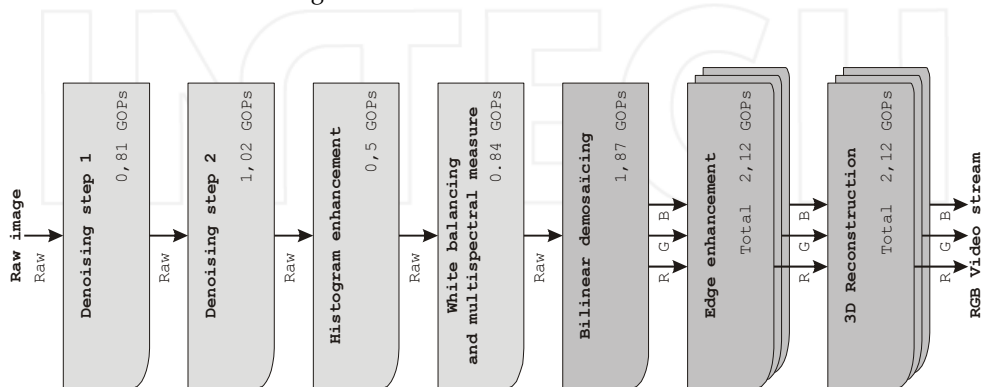 INTECH
Raw image
Raw
Denoising step 1
0,81 GOPs
Raw
Denoising step 2
1,02 GOPs
Raw
Histogram enhancement
0,5 GOPs
Raw
White balancing
and multispectral measure
0.84 GOPs
Raw
Bilinear demosaïcing
1,87 GOPs
R
G
B
Edge enhancement
Total 2,12 GOPs
R
G
B
3D Reconstruction
Total 2,12 GOPs
R
G
B
RGB Video stream